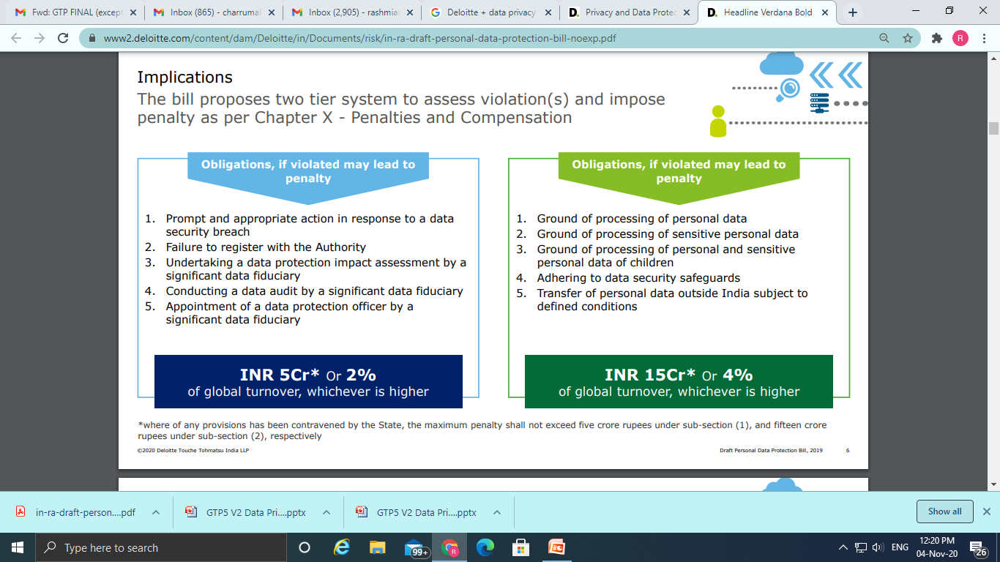 Fwd: GTP FINAL (except
Inbox (865) - charrumal
Inbox (2,905) - rashmiar
Deloitte + data privacy
Privacy and Data Protec
Headline Verdana Bold
www2.deloitte.com/content/dam/Deloitte/in/Documents/risk/in-ra-draft-personal-data-protection-bill-noexp.pdf
R
Implications
The bill proposes two tier system to assess violation(s) and impose
penalty as per Chapter X - Penalties and Compensation
Obligations, if violated may lead to
penalty
1. Prompt and appropriate action in response to a data
security breach
2. Failure to register with the Authority
3. Undertaking a data protection impact assessment by a
significant data fiduciary
4. Conducting a data audit by a significant data fiduciary
5. Appointment of a data protection officer by a
significant data fiduciary
INR 5Cr* Or 2%
of global turnover, whichever is higher
Obligations, if violated may lead to
penalty
1. Ground of processing of personal data
2. Ground of processing of sensitive personal data
3. Ground of processing of personal and sensitive
personal data of children
4. Adhering to data security safeguards
5. Transfer of personal data outside India subject to
defined conditions
INR 15Cr* Or 4%
of global turnover, whichever is higher
*where of any provisions has been contravened by the State, the maximum penalty shall not exceed five crore rupees under sub-section (1), and fifteen crore
rupees under sub-section (2), respectively
©2020 Deloitte Touche Tohmatsu India LLP
Draft Personal Data Protection Bill, 2019
6
in-ra-draft-person....pdf
GTP5 V2 Data Pri....pptx
GTP5 V2 Data Pri....pptx
Show all
Type here to search
99+
R
ENG
12:20 PM
04-Nov-20
26